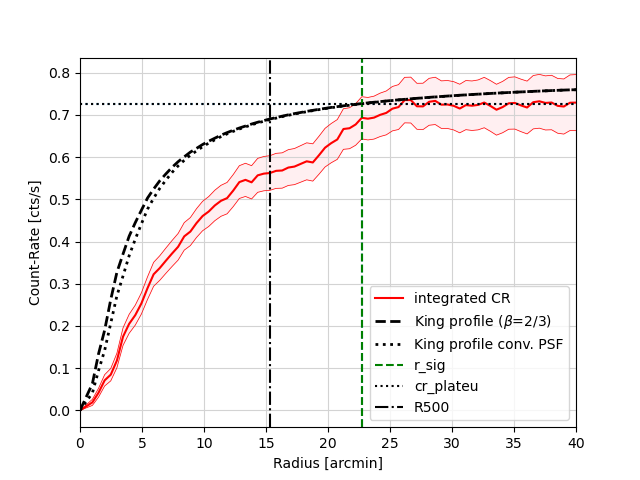 0.8
0.7
0.6
0.5
0.4
0.3
0.2
0.1
0.0
Count-Rate [cts/s]
integrated CR
King profile (β=2/3)
King profile conv. PSF
r_sig
cr_plateu
R500
0 5 10 15 20 25 30 35 40
Radius [arcmin]